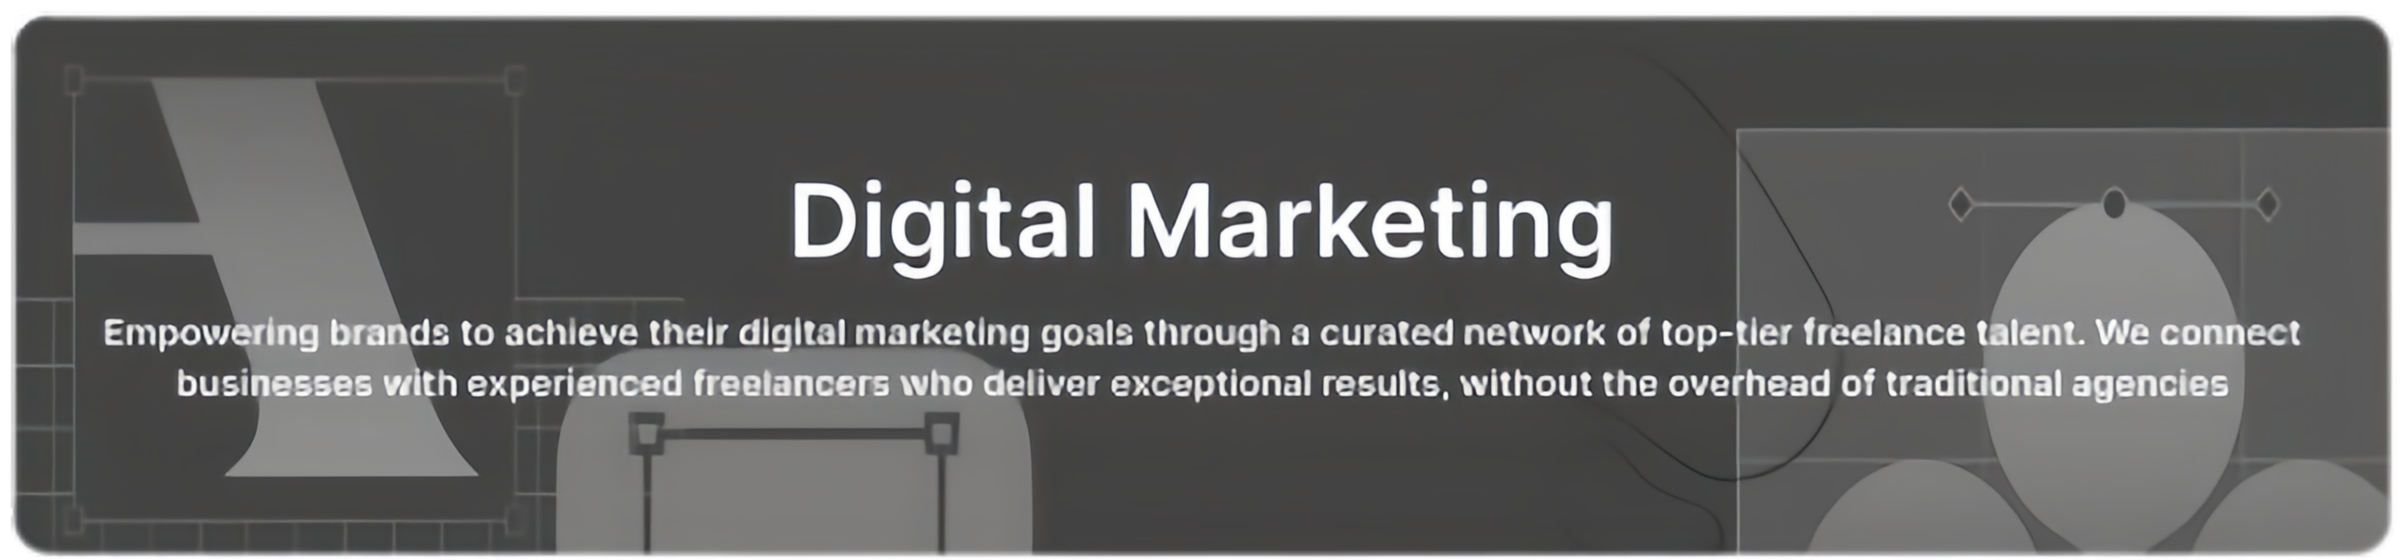 Digital Marketing
Empowering brands to achieve their digital marketing goals through a curated network of top-tier freelance talent. We connect
businesses with experienced freelancers who deliver exceptional results, without the overhead of traditional agencies